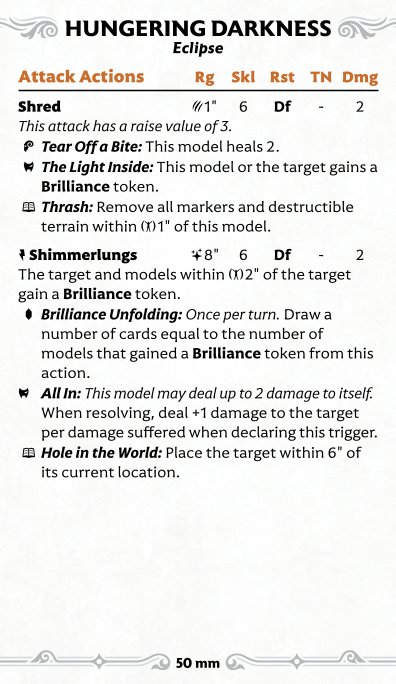 HUNGERING DARKNESS
Eclipse
Attack Actions Rg Skl Rst TN Dmg
Shred 1" 6 Df - 2
This attack has a raise value of 3.
Tear Off a Bite: This model heals 2.
The Light Inside: This model or the target gains a
Brilliance token.
Thrash: Remove all markers and destructible
terrain within 1" of this model.
Shimmerlungs 8" 6 Df - 2
The target and models within 2" of the target
gain a Brilliance token.
Brilliance Unfolding: Once per turn. Draw a
number of cards equal to the number of
models that gained a Brilliance token from this
action.
All In: This model may deal up to 2 damage to itself.
When resolving, deal +1 damage to the target
per damage suffered when declaring this trigger.
Hole in the World: Place the target within 6" of
its current location.
50 mm